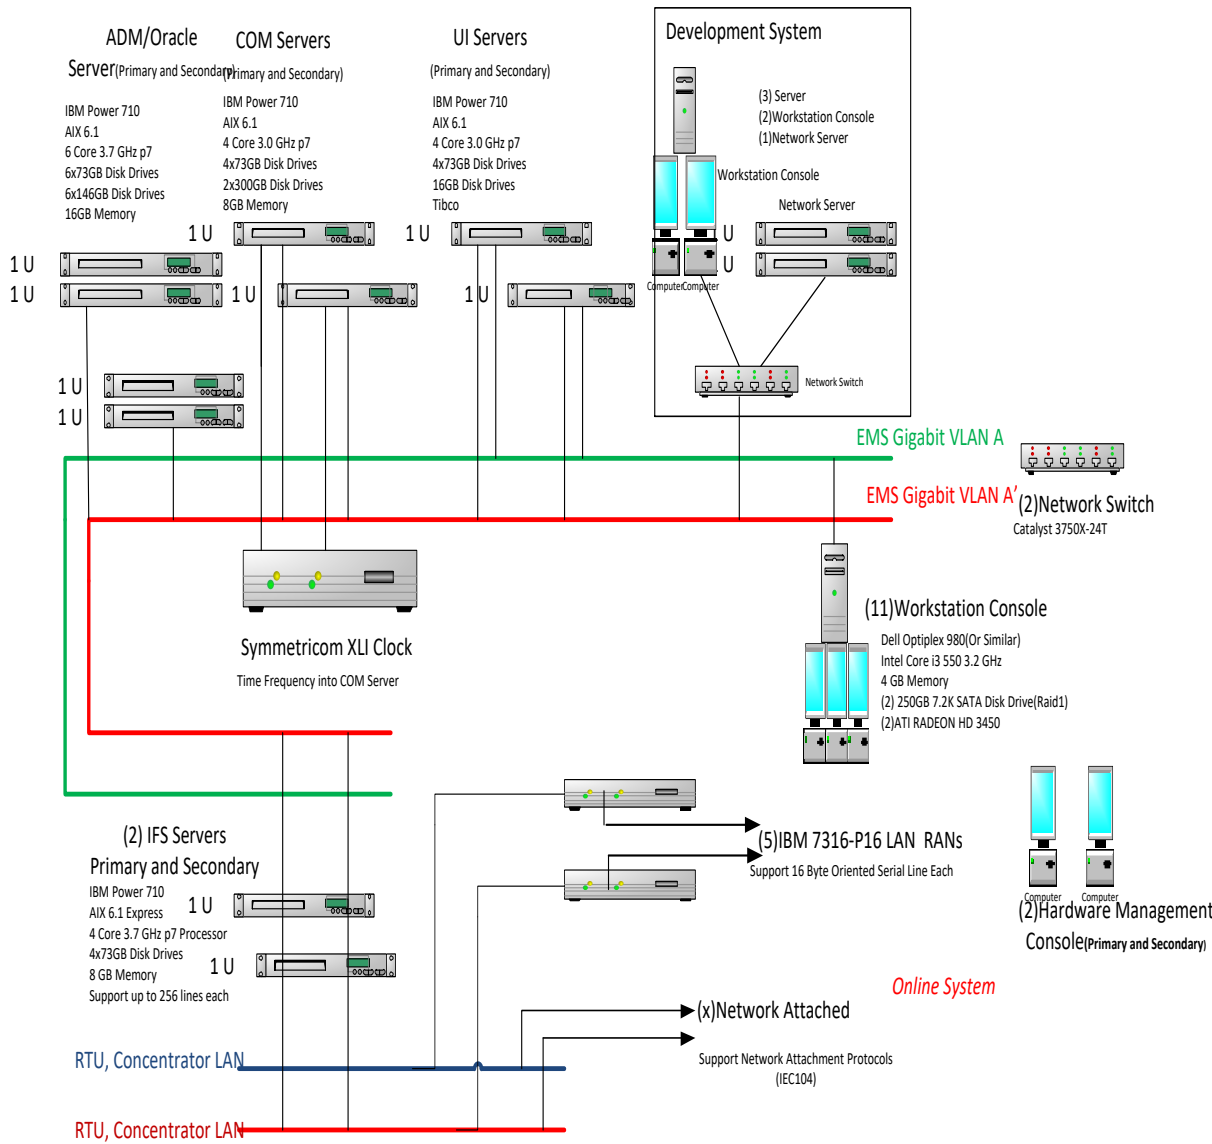 ADM/Oracle
Server(Primary and Secondary)
IBM Power 710
AIX 6.1
6 Core 3.7 GHz p7
6x73GB Disk Drives
6x146GB Disk Drives
16GB Memory
1 U
1 U
1 U
1 U
COM Servers
(Primary and Secondary)
IBM Power 710
AIX 6.1
4 Core 3.0 GHz p7
4x73GB Disk Drives
2x300GB Disk Drives
8GB Memory
1 U
1 U
UI Servers
(Primary and Secondary)
IBM Power 710
AIX 6.1
4 Core 3.0 GHz p7
4x73GB Disk Drives
16GB Disk Drives
Tibco
1 U
1 U
Development System
(3) Server
(2)Workstation Console
(1)Network Server
Workstation Console
Network Server
U
U
Computer
Computer
Network Switch
EMS Gigabit VLAN A
EMS Gigabit VLAN A’
(2)Network Switch
Catalyst 3750X-24T
Symmetricom XLI Clock
Time Frequency into COM Server
(11)Workstation Console
Dell Optiplex 980(Or Similar)
Intel Core i3 550 3.2 GHz
4 GB Memory
(2) 250GB 7.2K SATA Disk Drive(Raid1)
(2)ATI RADEON HD 3450
(2) IFS Servers
Primary and Secondary
IBM Power 710
AIX 6.1 Express
4 Core 3.7 GHz p7 Processor
4x73GB Disk Drives
8 GB Memory
Support up to 256 lines each
1 U
1 U
(5)IBM 7316-P16 LAN RANs
Support 16 Byte Oriented Serial Line Each
Computer
Computer
(2)Hardware Management
Console(Primary and Secondary)
Online System
(x)Network Attached
Support Network Attachment Protocols
(IEC104)
RTU, Concentrator LAN
RTU, Concentrator LAN